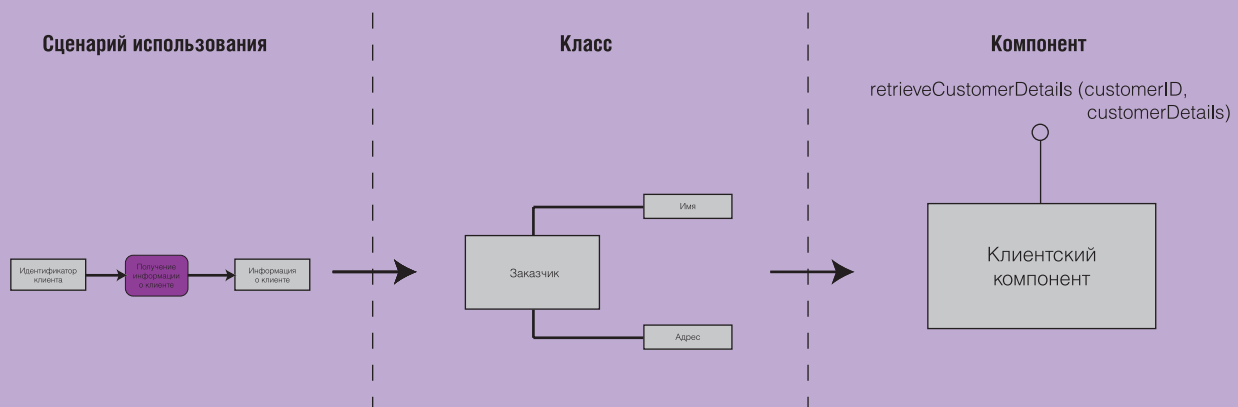 Сценарий использования
Класс
Компонент
retrieveCustomerDetails (customerID,
customerDetails)
Идентификатор
клиента
Получение
информации
о клиенте
Информация
о клиенте
Заказчик
Имя
Адрес
Клиентский
компонент